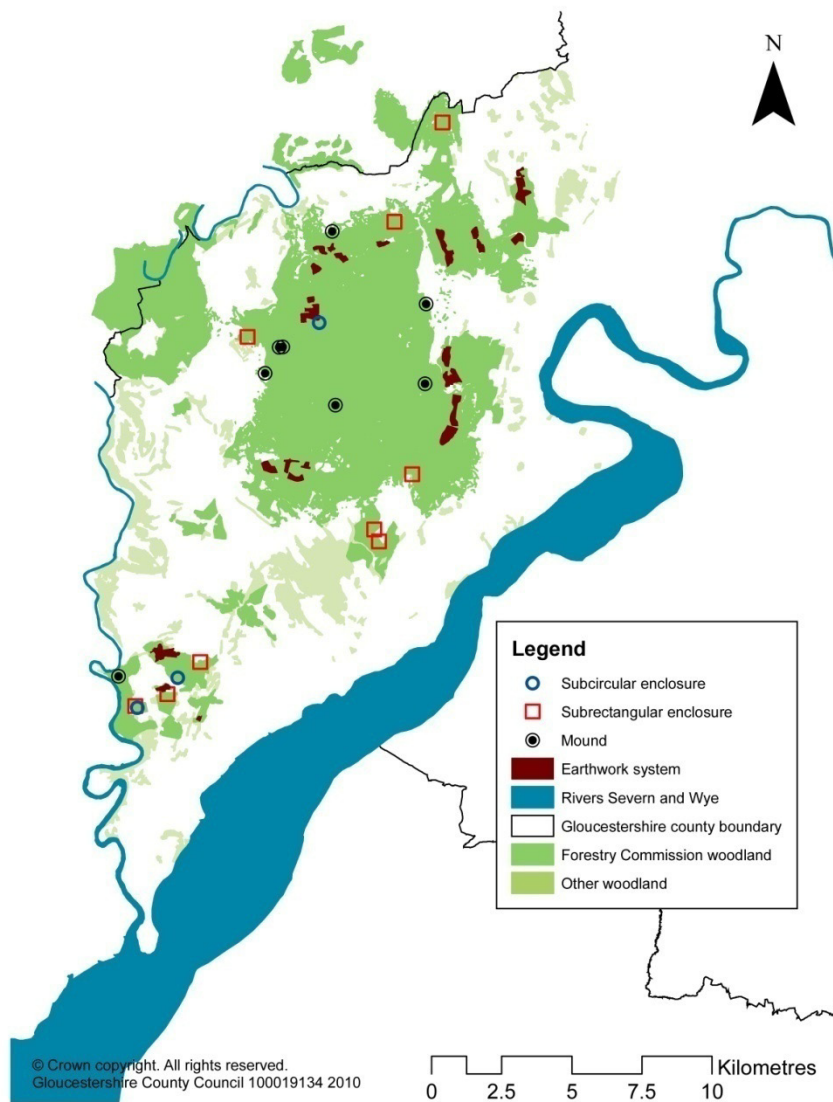 N
Legend
Subcircular enclosure
Subrectangular enclosure
Mound
Earthwork system
Rivers Severn and Wye
Gloucestershire county boundary
Forestry Commission woodland
Other woodland
© Crown copyright. All rights reserved.
Gloucestershire County Council 100019134 2010
Kilometres
0 2.5 5 7.5 10